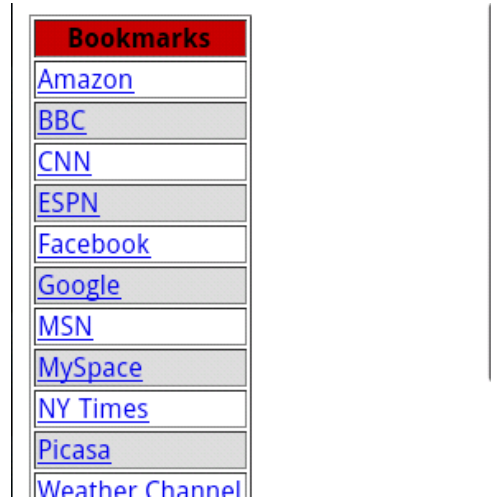 Bookmarks
Amazon
BBC
CNN
ESPN
Facebook
Google
MSN
MySpace
NY Times
Picasa
Weather Channel